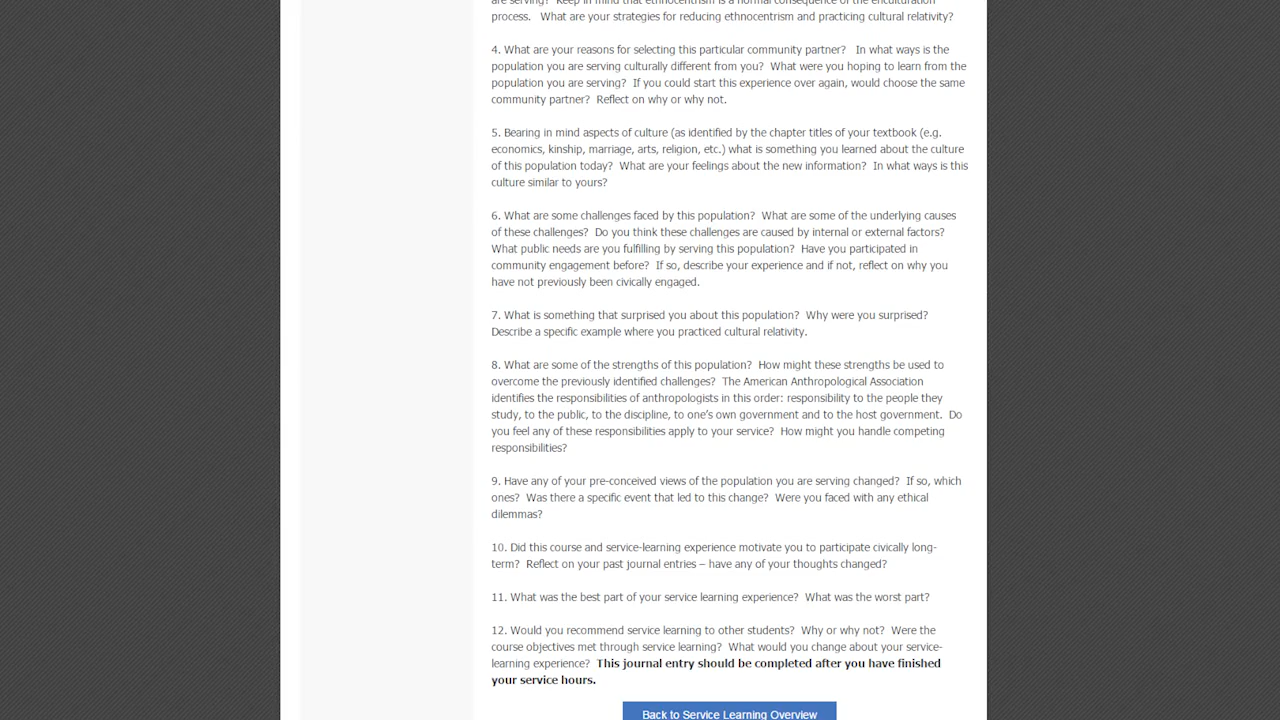 are serving?  Keep in mind that ethnocentrism is a normal consequence of the enculturation
process.   What are your strategies for reducing ethnocentrism and practicing cultural relativity?
4. What are your reasons for selecting this particular community partner?   In what ways is the
population you are serving culturally different from you?  What were you hoping to learn from the
population you are serving?  If you could start this experience over again, would choose the same
community partner?  Reflect on why or why not.
5. Bearing in mind aspects of culture (as identified by the chapter titles of your textbook (e.g.
economics, kinship, marriage, arts, religion, etc.) what is something you learned about the culture
of this population today?  What are your feelings about the new information?  In what ways is this
culture similar to yours?
6. What are some challenges faced by this population?  What are some of the underlying causes
of these challenges?  Do you think these challenges are caused by internal or external factors?
What public needs are you fulfilling by serving this population?  Have you participated in
community engagement before?  If so, describe your experience and if not, reflect on why you
have not previously been civically engaged.
7. What is something that surprised you about this population?  Why were you surprised?
Describe a specific example where you practiced cultural relativity.
8. What are some of the strengths of this population?  How might these strengths be used to
overcome the previously identified challenges?  The American Anthropological Association
identifies the responsibilities of anthropologists in this order: responsibility to the people they
study, to the public, to the discipline, to one’s own government and to the host government.  Do
you feel any of these responsibilities apply to your service?  How might you handle competing
responsibilities?
9. Have any of your pre-conceived views of the population you are serving changed?  If so, which
ones?  Was there a specific event that led to this change?  Were you faced with any ethical
dilemmas?
10. Did this course and service-learning experience motivate you to participate civically long-
term?  Reflect on your past journal entries – have any of your thoughts changed?
11. What was the best part of your service learning experience?  What was the worst part?
12. Would you recommend service learning to other students?  Why or why not?  Were the
course objectives met through service learning?  What would you change about your service-
learning experience?  This journal entry should be completed after you have finished
your service hours.
Back to Service Learning Overview